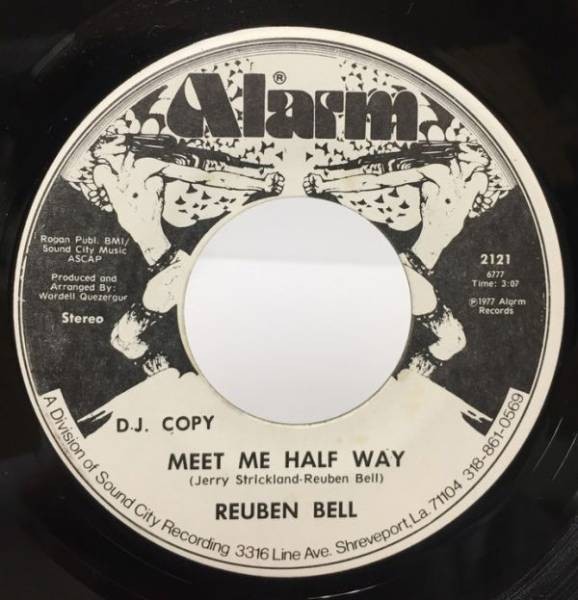 Alarm®
Rogan Publ. BMI/
Sound City Music
ASCAP
Produced and
Arranged By:
Wardell Quezergur
Stereo
2121
6777
Time: 3:07
℗1977 Alarm
Records
D.J. COPY
MEET ME HALF WAY
(Jerry Strickland-Reuben Bell)
REUBEN BELL
A Division of Sound City Recording 3316 Line Ave. Shreveport, La. 71104 318-861-0569